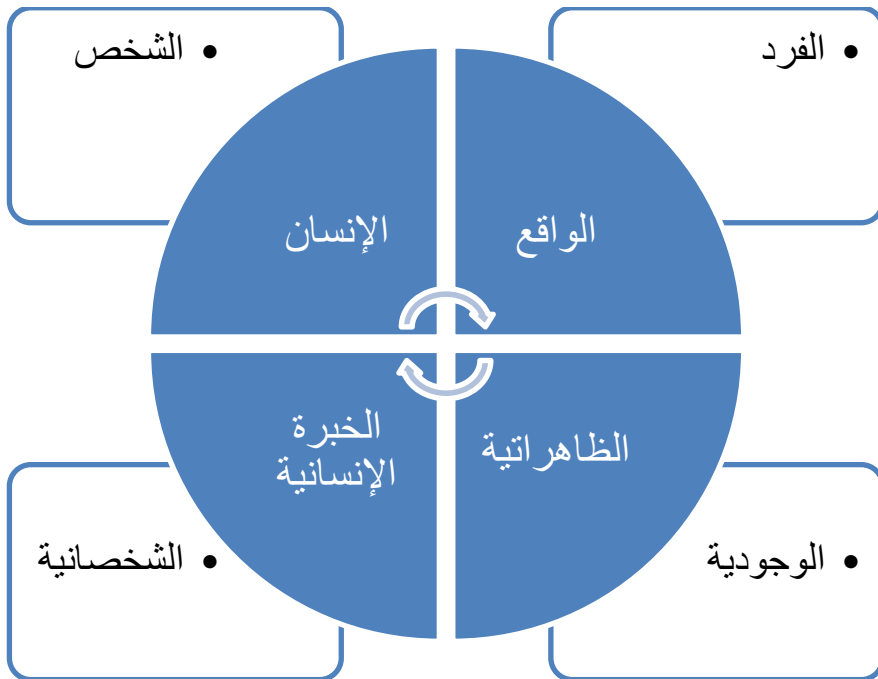 • الفرد
• الشخص
الواقع
الإنسان
الظاهراتية
الخبرة
الإنسانية
• الوجودية
• الشخصانية